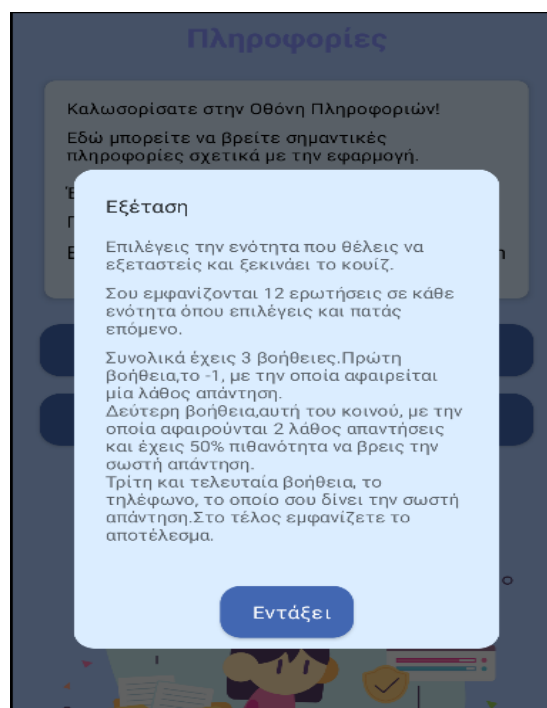 Πληροφορίες
Καλωσορίσατε στην Οθόνη Πληροφοριών!
Εδώ μπορείτε να βρείτε σημαντικές
πληροφορίες σχετικά με την εφαρμογή.
Εξέταση
Επιλέγεις την ενότητα που θέλεις να
εξεταστείς και ξεκινάει το κουίζ.
Σου εμφανίζονται 12 ερωτήσεις σε κάθε
ενότητα όπου επιλέγεις και πατάς
επόμενο.
Συνολικά έχεις 3 βοήθειες.Πρώτη
βοήθεια,το -1, με την οποία αφαιρείται
μία λάθος απάντηση.
Δεύτερη βοήθεια,αυτή του κοινού, με την
οποία αφαιρούνται 2 λάθος απαντήσεις
και έχεις 50% πιθανότητα να βρεις την
σωστή απάντηση.
Τρίτη και τελευταία βοήθεια, το
τηλέφωνο, το οποίο σου δίνει την σωστή
απάντηση.Στο τέλος εμφανίζετε το
αποτέλεσμα.
Εντάξει